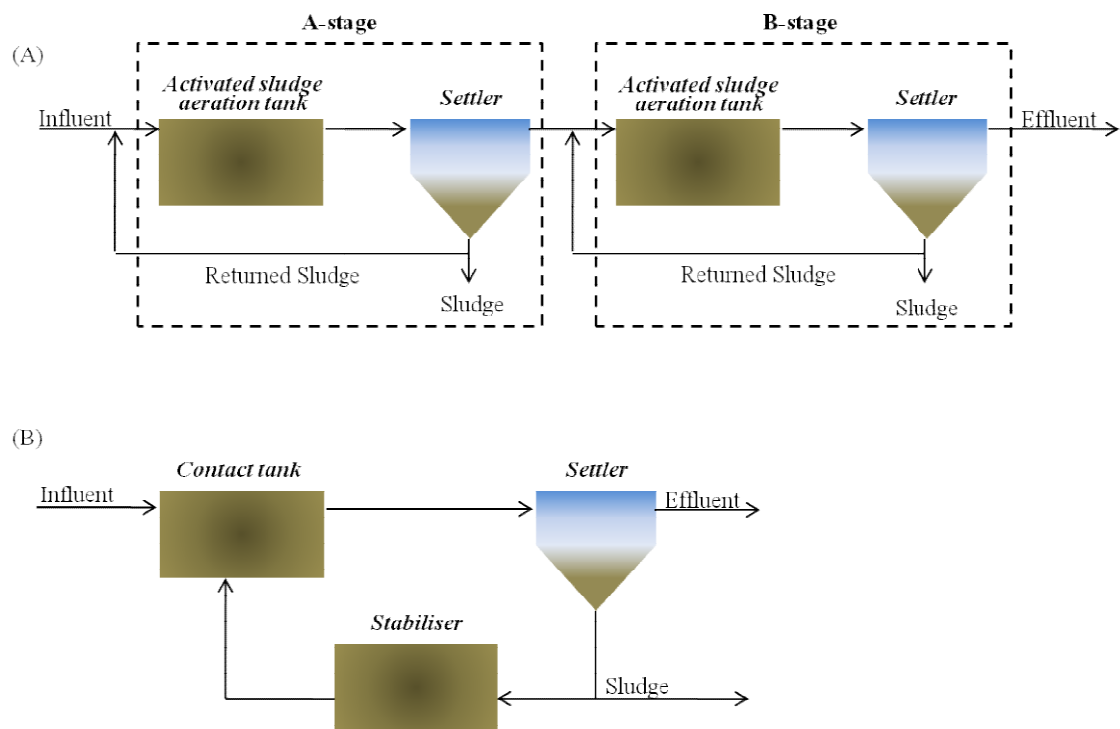 A-stage
B-stage
(A)
Activated sludge
aeration tank
Settler
Activated sludge
aeration tank
Settler
Influent
Effluent
Returned Sludge
Sludge
Returned Sludge
Sludge
(B)
Contact tank
Settler
Influent
Effluent
Stabiliser
Sludge